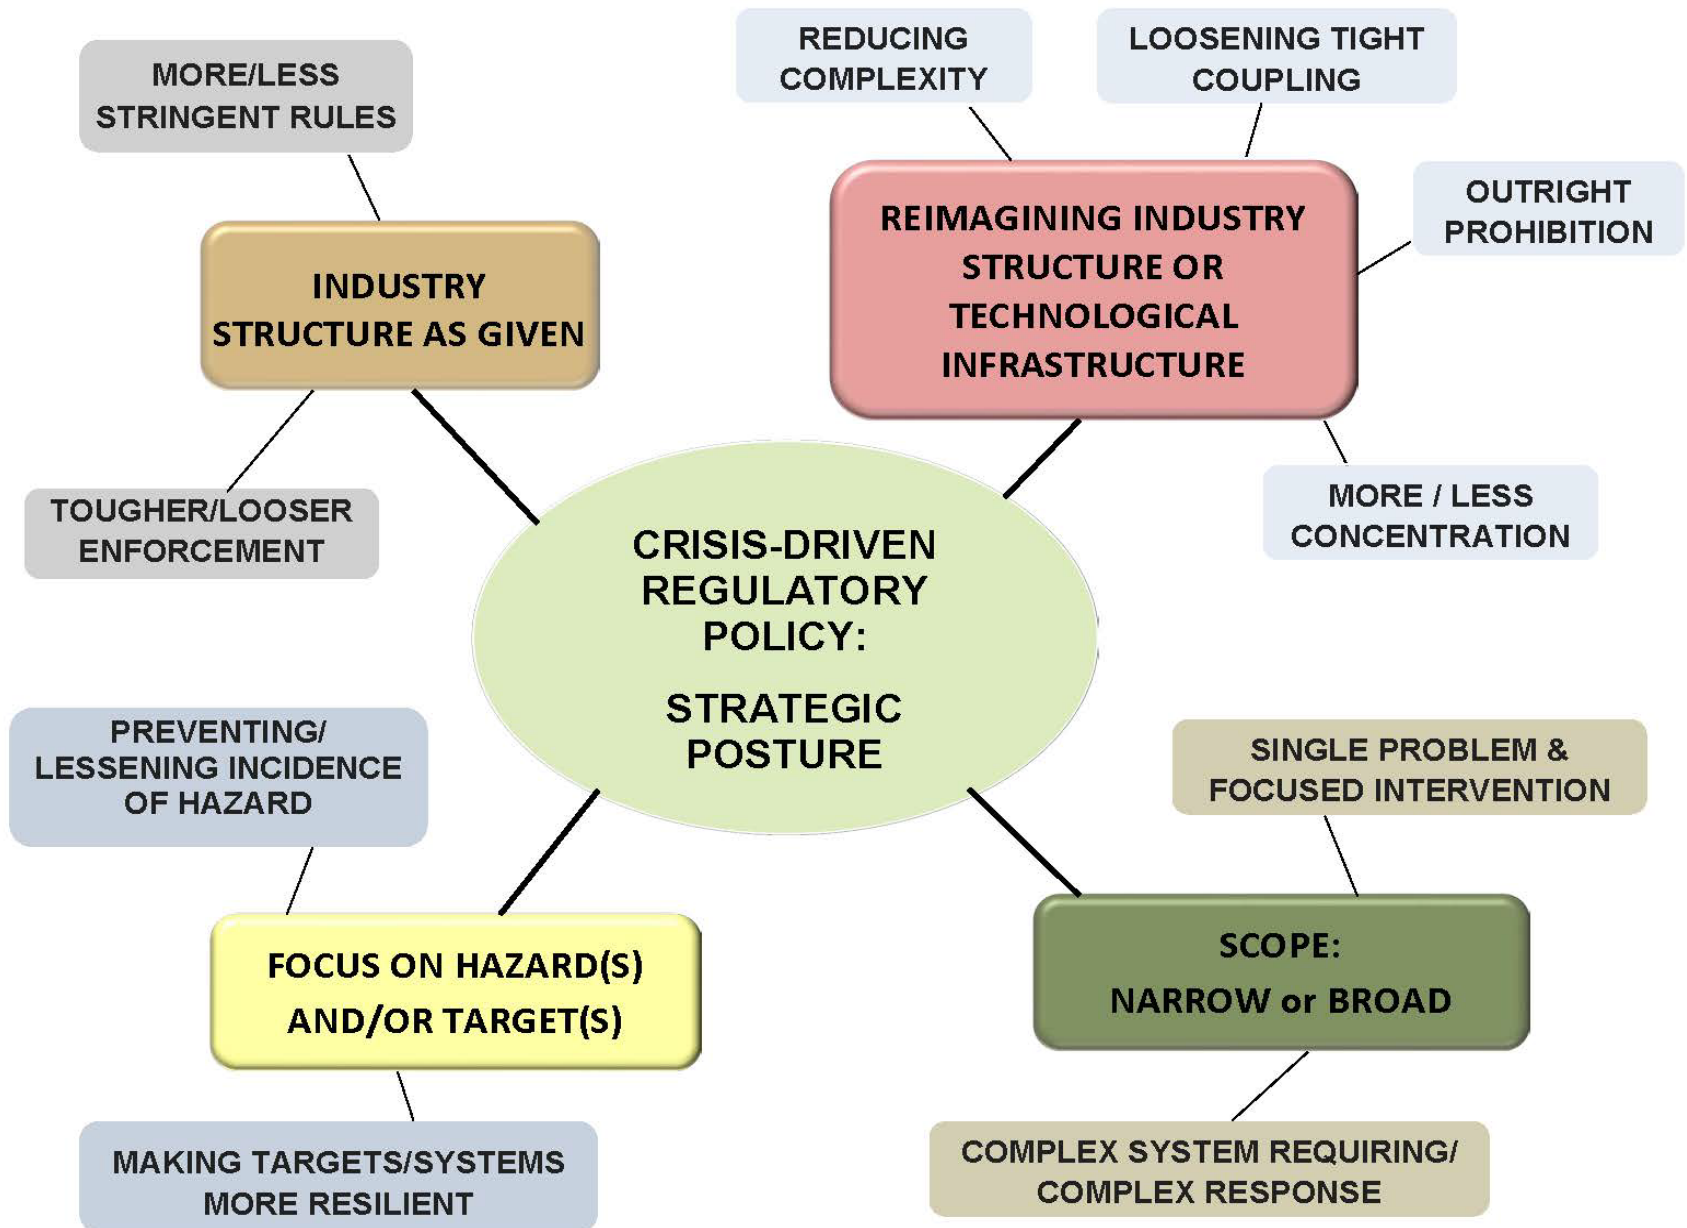 MORE/LESS
STRINGENT RULES
REDUCING
COMPLEXITY
LOOSENING TIGHT
COUPLING
OUTRIGHT
PROHIBITION
INDUSTRY
STRUCTURE AS GIVEN
REIMAGINING INDUSTRY
STRUCTURE OR
TECHNOLOGICAL
INFRASTRUCTURE
TOUGHER/LOOSER
ENFORCEMENT
MORE / LESS
CONCENTRATION
CRISIS-DRIVEN
REGULATORY
POLICY:
STRATEGIC
POSTURE
PREVENTING/
LESSENING INCIDENCE
OF HAZARD
SINGLE PROBLEM &
FOCUSED INTERVENTION
FOCUS ON HAZARD(S)
AND/OR TARGET(S)
SCOPE:
NARROW or BROAD
MAKING TARGETS/SYSTEMS
MORE RESILIENT
COMPLEX SYSTEM REQUIRING/
COMPLEX RESPONSE